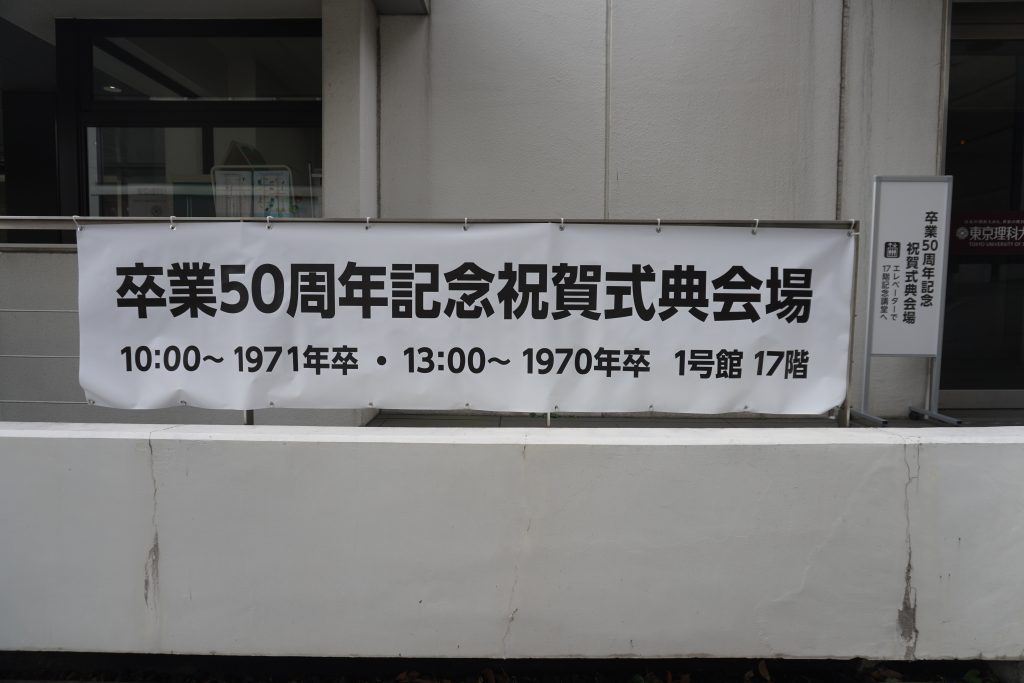 卒業50周年記念祝賀式典会場
10:00～ 1971年卒 ・ 13:00～ 1970年卒 1号館 17階
卒業50周年記念
祝賀式典会場
エレベーターで
17階記念講堂へ
東京理科大
TOKYO UNIVERSITY OF